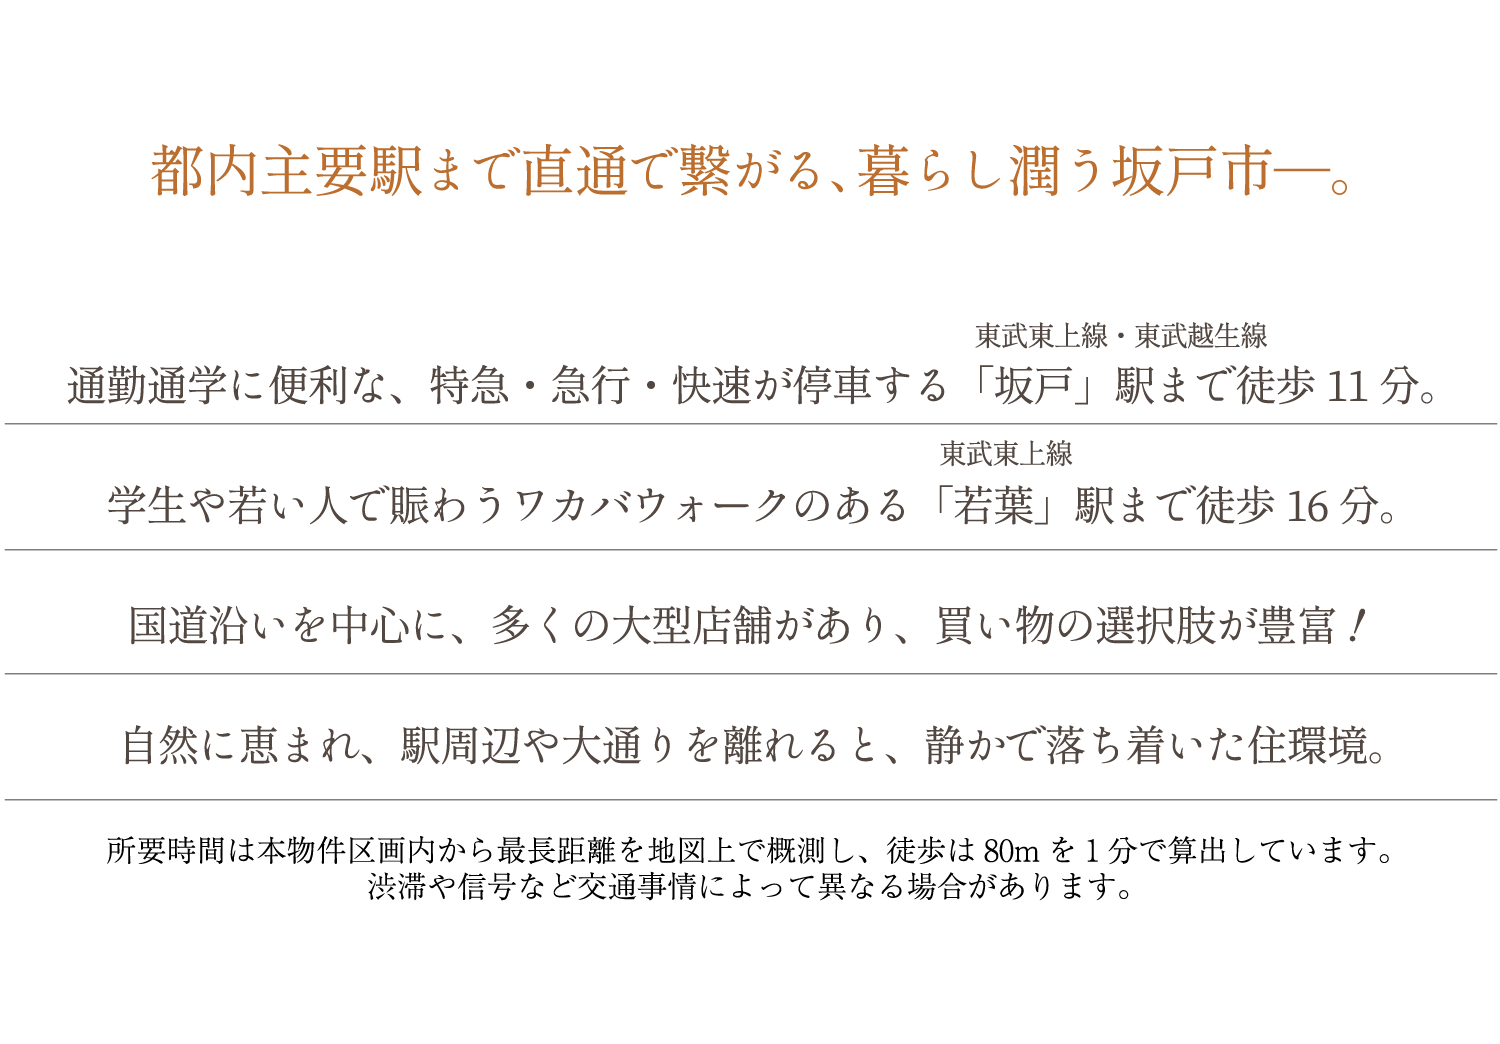 都内主要駅まで直通で繋がる、暮らし潤う坂戸市―。
東武東上線・東武越生線
通勤通学に便利な、特急・急行・快速が停車する「坂戸」駅まで徒歩 11 分。
東武東上線
学生や若い人で賑わうワカバウォークのある「若葉」駅まで徒歩 16 分。
国道沿いを中心に、多くの大型店舗があり、買い物の選択肢が豊富！
自然に恵まれ、駅周辺や大通りを離れると、静かで落ち着いた住環境。
所要時間は本物件区画内から最長距離を地図上で概測し、徒歩は 80m を 1 分で算出しています。
渋滞や信号など交通事情によって異なる場合があります。